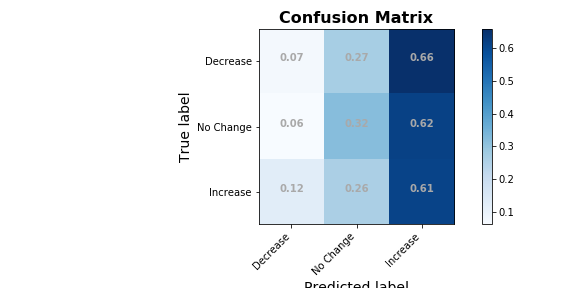 Confusion Matrix
True label
Decrease 0.07 0.27 0.66
No Change 0.06 0.32 0.62
Increase 0.12 0.26 0.61
Decrease No Change Increase
Predicted label
0.6
0.5
0.4
0.3
0.2
0.1